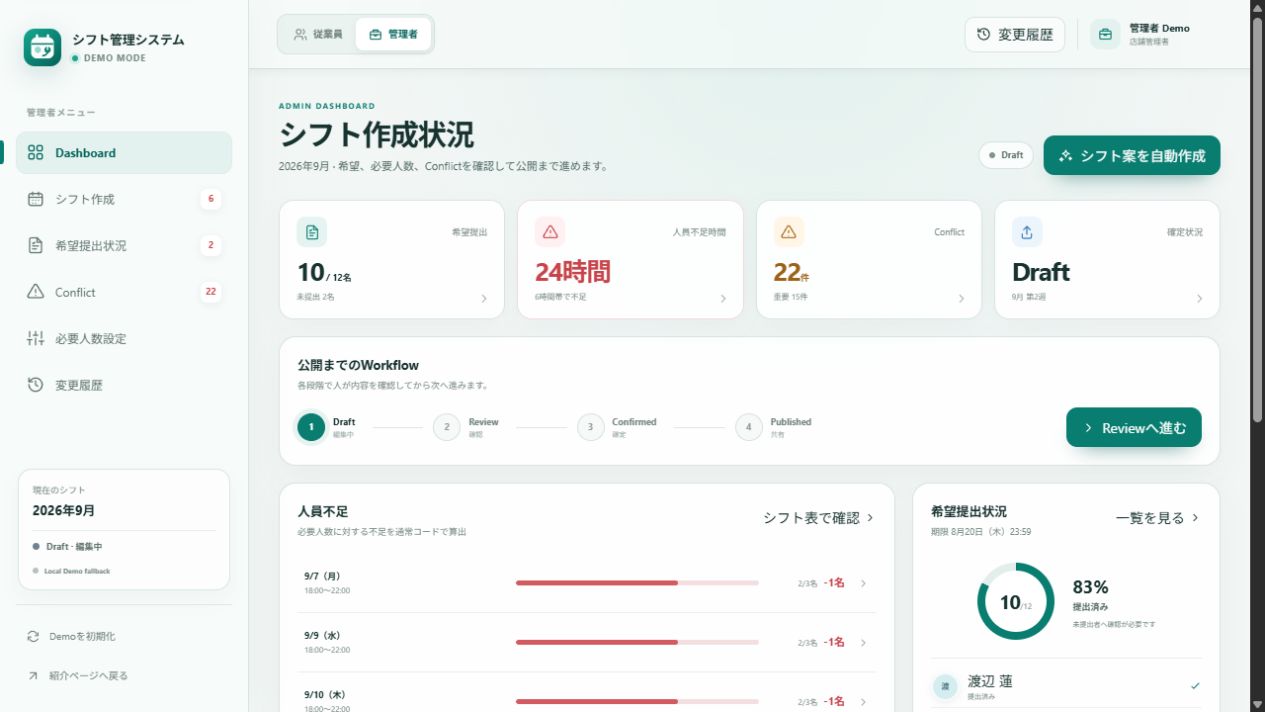 シフト管理システム
DEMO MODE
管理者メニュー
Dashboard
シフト作成 6
希望提出状況 2
Conflict 22
必要人数設定
変更履歴
現在のシフト
2026年9月
Draft · 編集中
Local Demo fallback
Demoを初期化
紹介ページへ戻る
従業員 管理者
変更履歴
管理者 Demo
店舗管理者
ADMIN DASHBOARD
シフト作成状況
2026年9月 · 希望、必要人数、Conflictを確認して公開まで進めます。
Draft
シフト案を自動作成
希望提出
10 / 12名
未提出 2名
人員不足時間
24時間
6時間帯で不足
Conflict
22件
重要 15件
確定状況
Draft
9月 第2週
公開までのWorkflow
各段階で人が内容を確認してから次へ進みます。
1 Draft
編集中
2 Review
確認
3 Confirmed
確定
4 Published
共有
Reviewへ進む
人員不足
必要人数に対する不足を通常コードで算出
シフト表で確認
9/7（月）
18:00〜22:00
2/3名 -1名
9/9（水）
18:00〜22:00
2/3名 -1名
9/10（木）
18:00〜22:00
2/3名 -1名
希望提出状況
期限 8月20日（木）23:59
一覧を見る
10/12
83%
提出済み
未提出者へ確認が必要です
渡
渡辺 蓮
提出済み